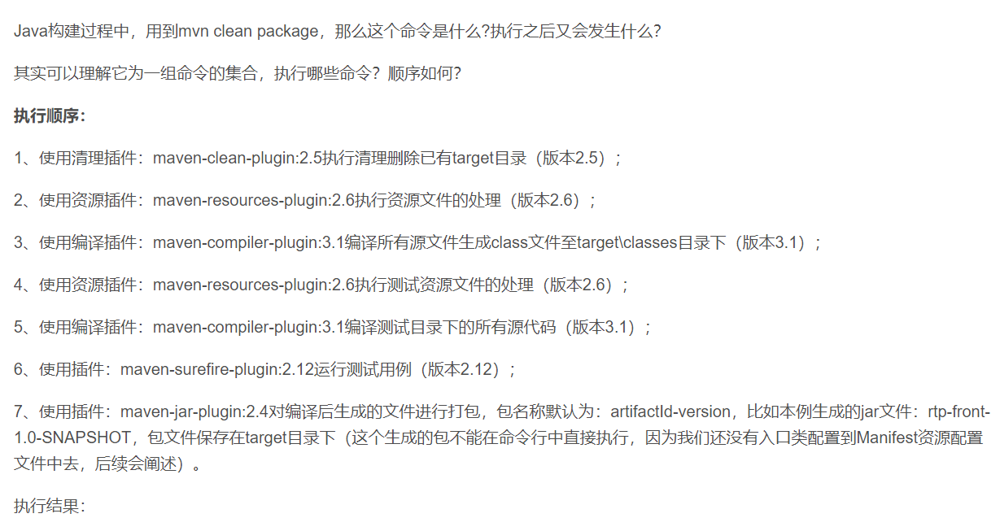 Java构建过程中，用到mvn clean package，那么这个命令是什么?执行之后又会发生什么？
其实可以理解它为一组命令的集合，执行哪些命令？顺序如何？
执行顺序：
1、使用清理插件：maven-clean-plugin:2.5执行清理删除已有target目录（版本2.5）；
2、使用资源插件：maven-resources-plugin:2.6执行资源文件的处理（版本2.6）；
3、使用编译插件：maven-compiler-plugin:3.1编译所有源文件生成class文件至target\classes目录下（版本3.1）；
4、使用资源插件：maven-resources-plugin:2.6执行测试资源文件的处理（版本2.6）；
5、使用编译插件：maven-compiler-plugin:3.1编译测试目录下的所有源代码（版本3.1）；
6、使用插件：maven-surefire-plugin:2.12运行测试用例（版本2.12）；
7、使用插件：maven-jar-plugin:2.4对编译后生成的文件进行打包，包名称默认为：artifactId-version，比如本例生成的jar文件：rtp-front-
1.0-SNAPSHOT，包文件保存在target目录下（这个生成的包不能在命令行中直接执行，因为我们还没有入口类配置到Manifest资源配置
文件中去，后续会阐述）。
执行结果：